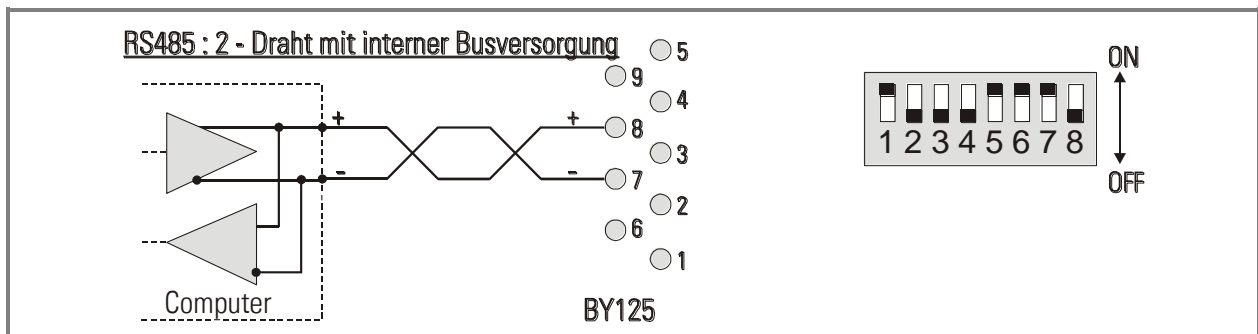 RS485 : 2 - Draht mit interner Busversorgung
5
9
4
+
+
8
3
-
-
7
2
6
1
Computer
BY125
ON
1 2 3 4 5 6 7 8
OFF